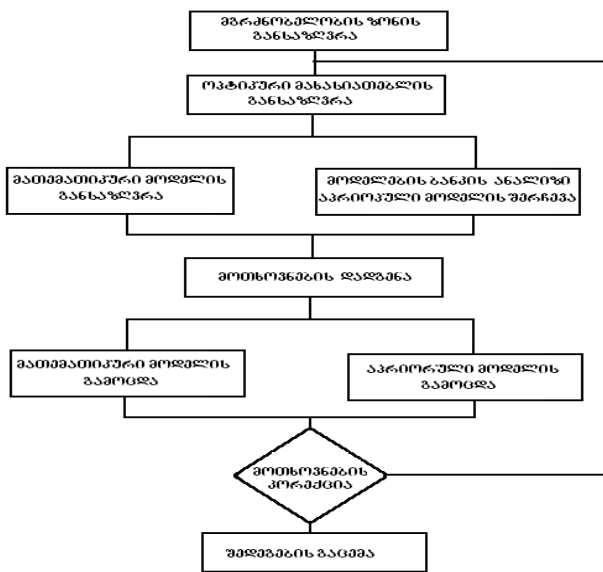 მგრძნობელობის ზონის
განსაზღვრა
ოპტიკური მახასიათებლის
განსაზღვრა
მათემატიკური მოდელის
განსაზღვრა
მოდელების ბანკის ანალიზი
აპრიოპული მოდელის შერჩევა
მოთხოვნების დადგენა
მათემატიკური მოდელის
გამოცდა
აპრიორული მოდელის
გამოცდა
მოთხოვნების
კორექცია
შედეგების გაცემა